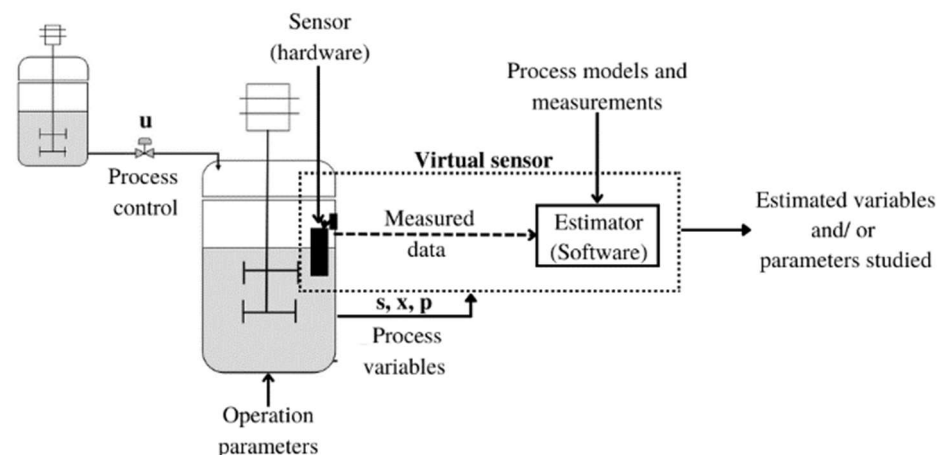 Sensor
(hardware)
Process models and
measurements
u
Process
control
Virtual sensor
Measured
data
Estimator
(Software)
Estimated variables
and/ or
parameters studied
s, x, p
Process
variables
Operation
parameters